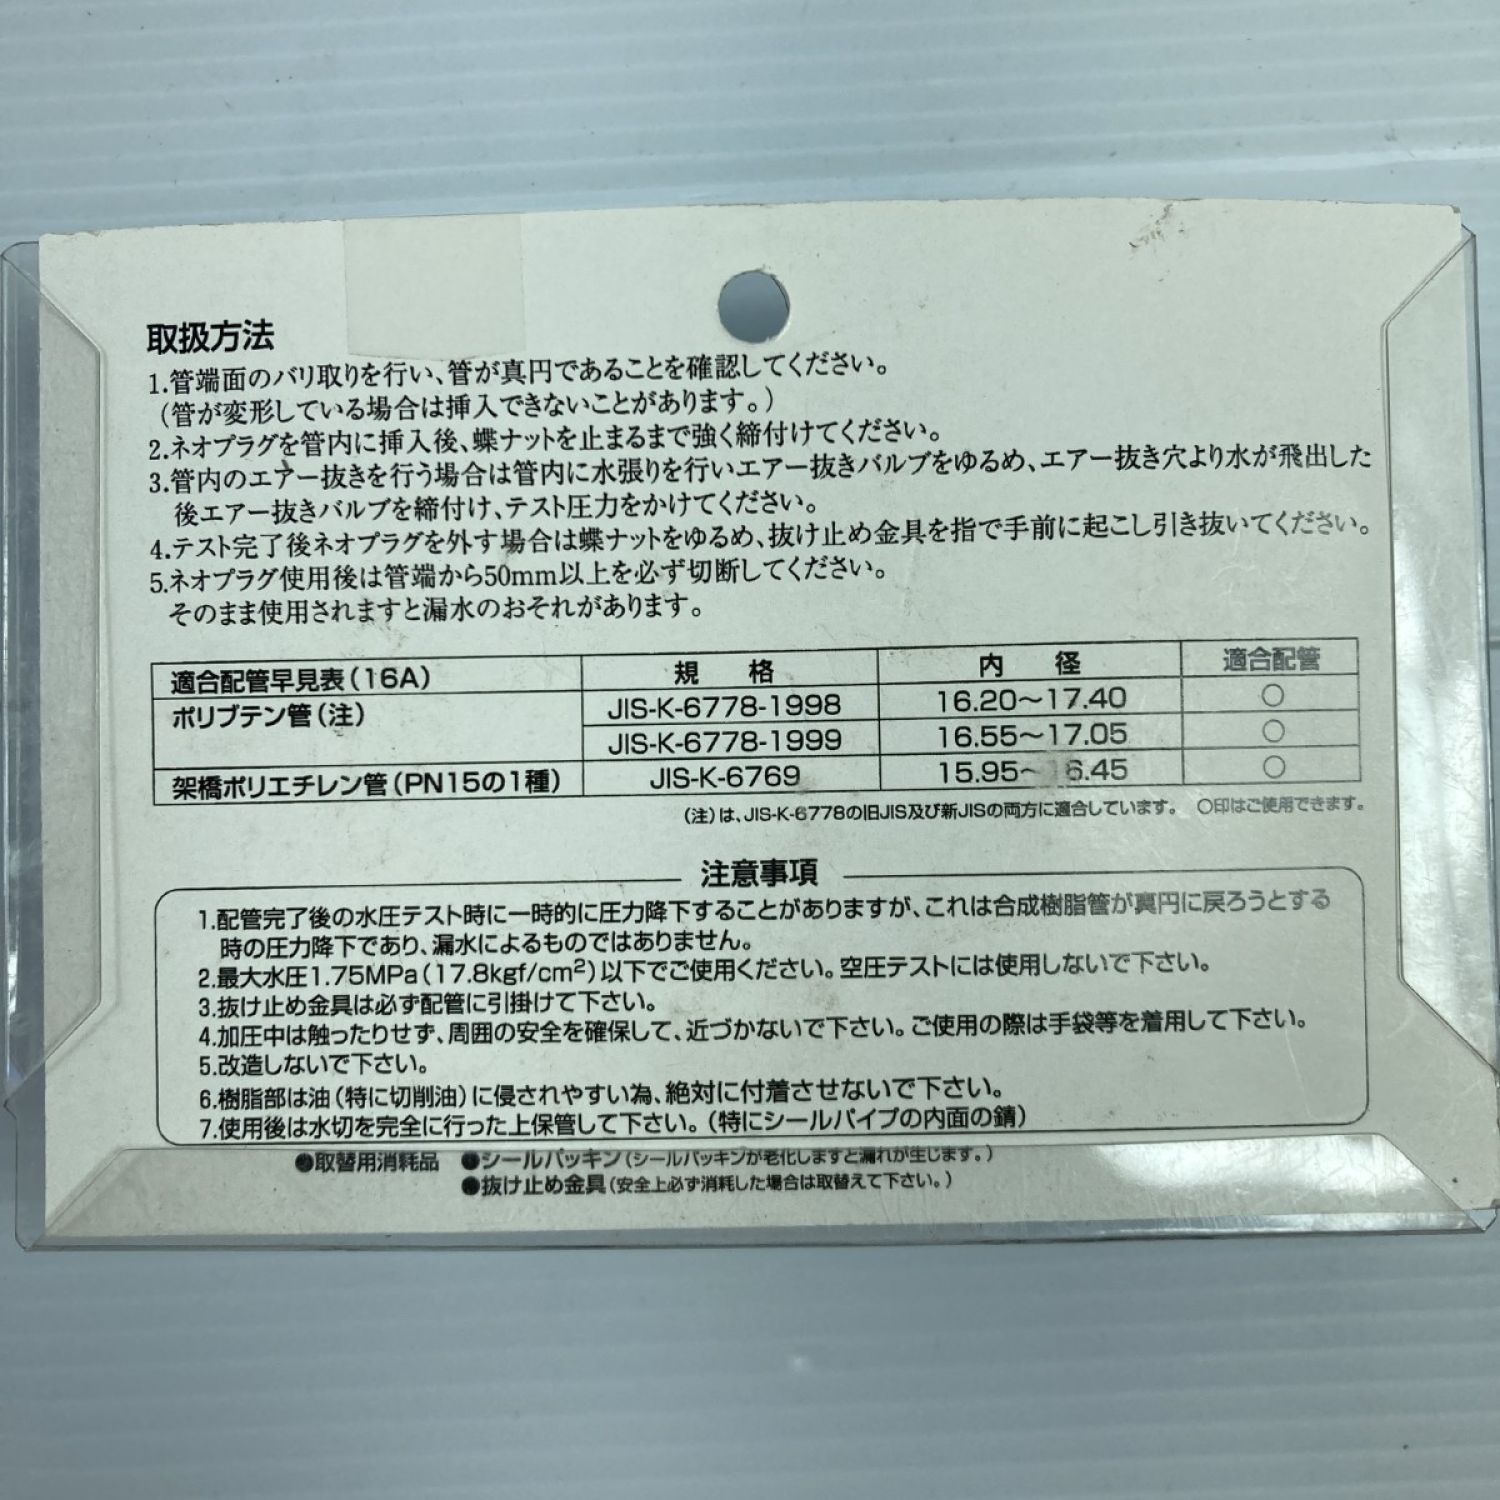 取扱方法
1.管端面のバリ取りを行い、管が真円であることを確認してください。
(管が変形している場合は挿入できないことがあります。)
2.ネオプラグを管内に挿入後、蝶ナットを止まるまで強く締付けてください。
3.管内のエアー抜きを行う場合は管内に水張りを行いエアー抜きバルブをゆるめ、エアー抜き穴より水が飛出した
後エアー抜きバルブを締付け、テスト圧力をかけてください。
4.テスト完了後ネオプラグを外す場合は蝶ナットをゆるめ、抜け止め金具を指で手前に起こし引き抜いてください。
5.ネオプラグ使用後は管端から50mm以上を必ず切断してください。
そのまま使用されますと漏水のおそれがあります。
適合配管早見表(16A) 規 格 内 径 適合配管
ポリブテン管(注) JIS-K-6778-1998 16.20〜17.40 ○
JIS-K-6778-1999 16.55〜17.05 ○
架橋ポリエチレン管(PN15の1種) JIS-K-6769 15.95〜 6.45 ○
(注)は、JIS-K-6778の旧JIS及び新JISの両方に適合しています。 ○印はご使用できます。
注意事項
1.配管完了後の水圧テスト時に一時的に圧力降下することがありますが、これは合成樹脂管が真円に戻ろうとする
時の圧力降下であり、漏水によるものではありません。
2.最大水圧1.75MPa(17.8kgf/cm²)以下でご使用ください。空圧テストには使用しないで下さい。
3.抜け止め金具は必ず配管に引掛けて下さい。
4.加圧中は触ったりせず、周囲の安全を確保して、近づかないで下さい。ご使用の際は手袋等を着用して下さい。
5.改造しないで下さい。
6.樹脂部は油(特に切削油)に侵されやすい為、絶対に付着させないで下さい。
7.使用後は水切を完全に行った上保管して下さい。(特にシールパイプの内面の錆)
●取替用消耗品 ●シールパッキン(シールパッキンが老化しますと漏れが生じます。)
●抜け止め金具(安全上必ず消耗した場合は取替えて下さい。)